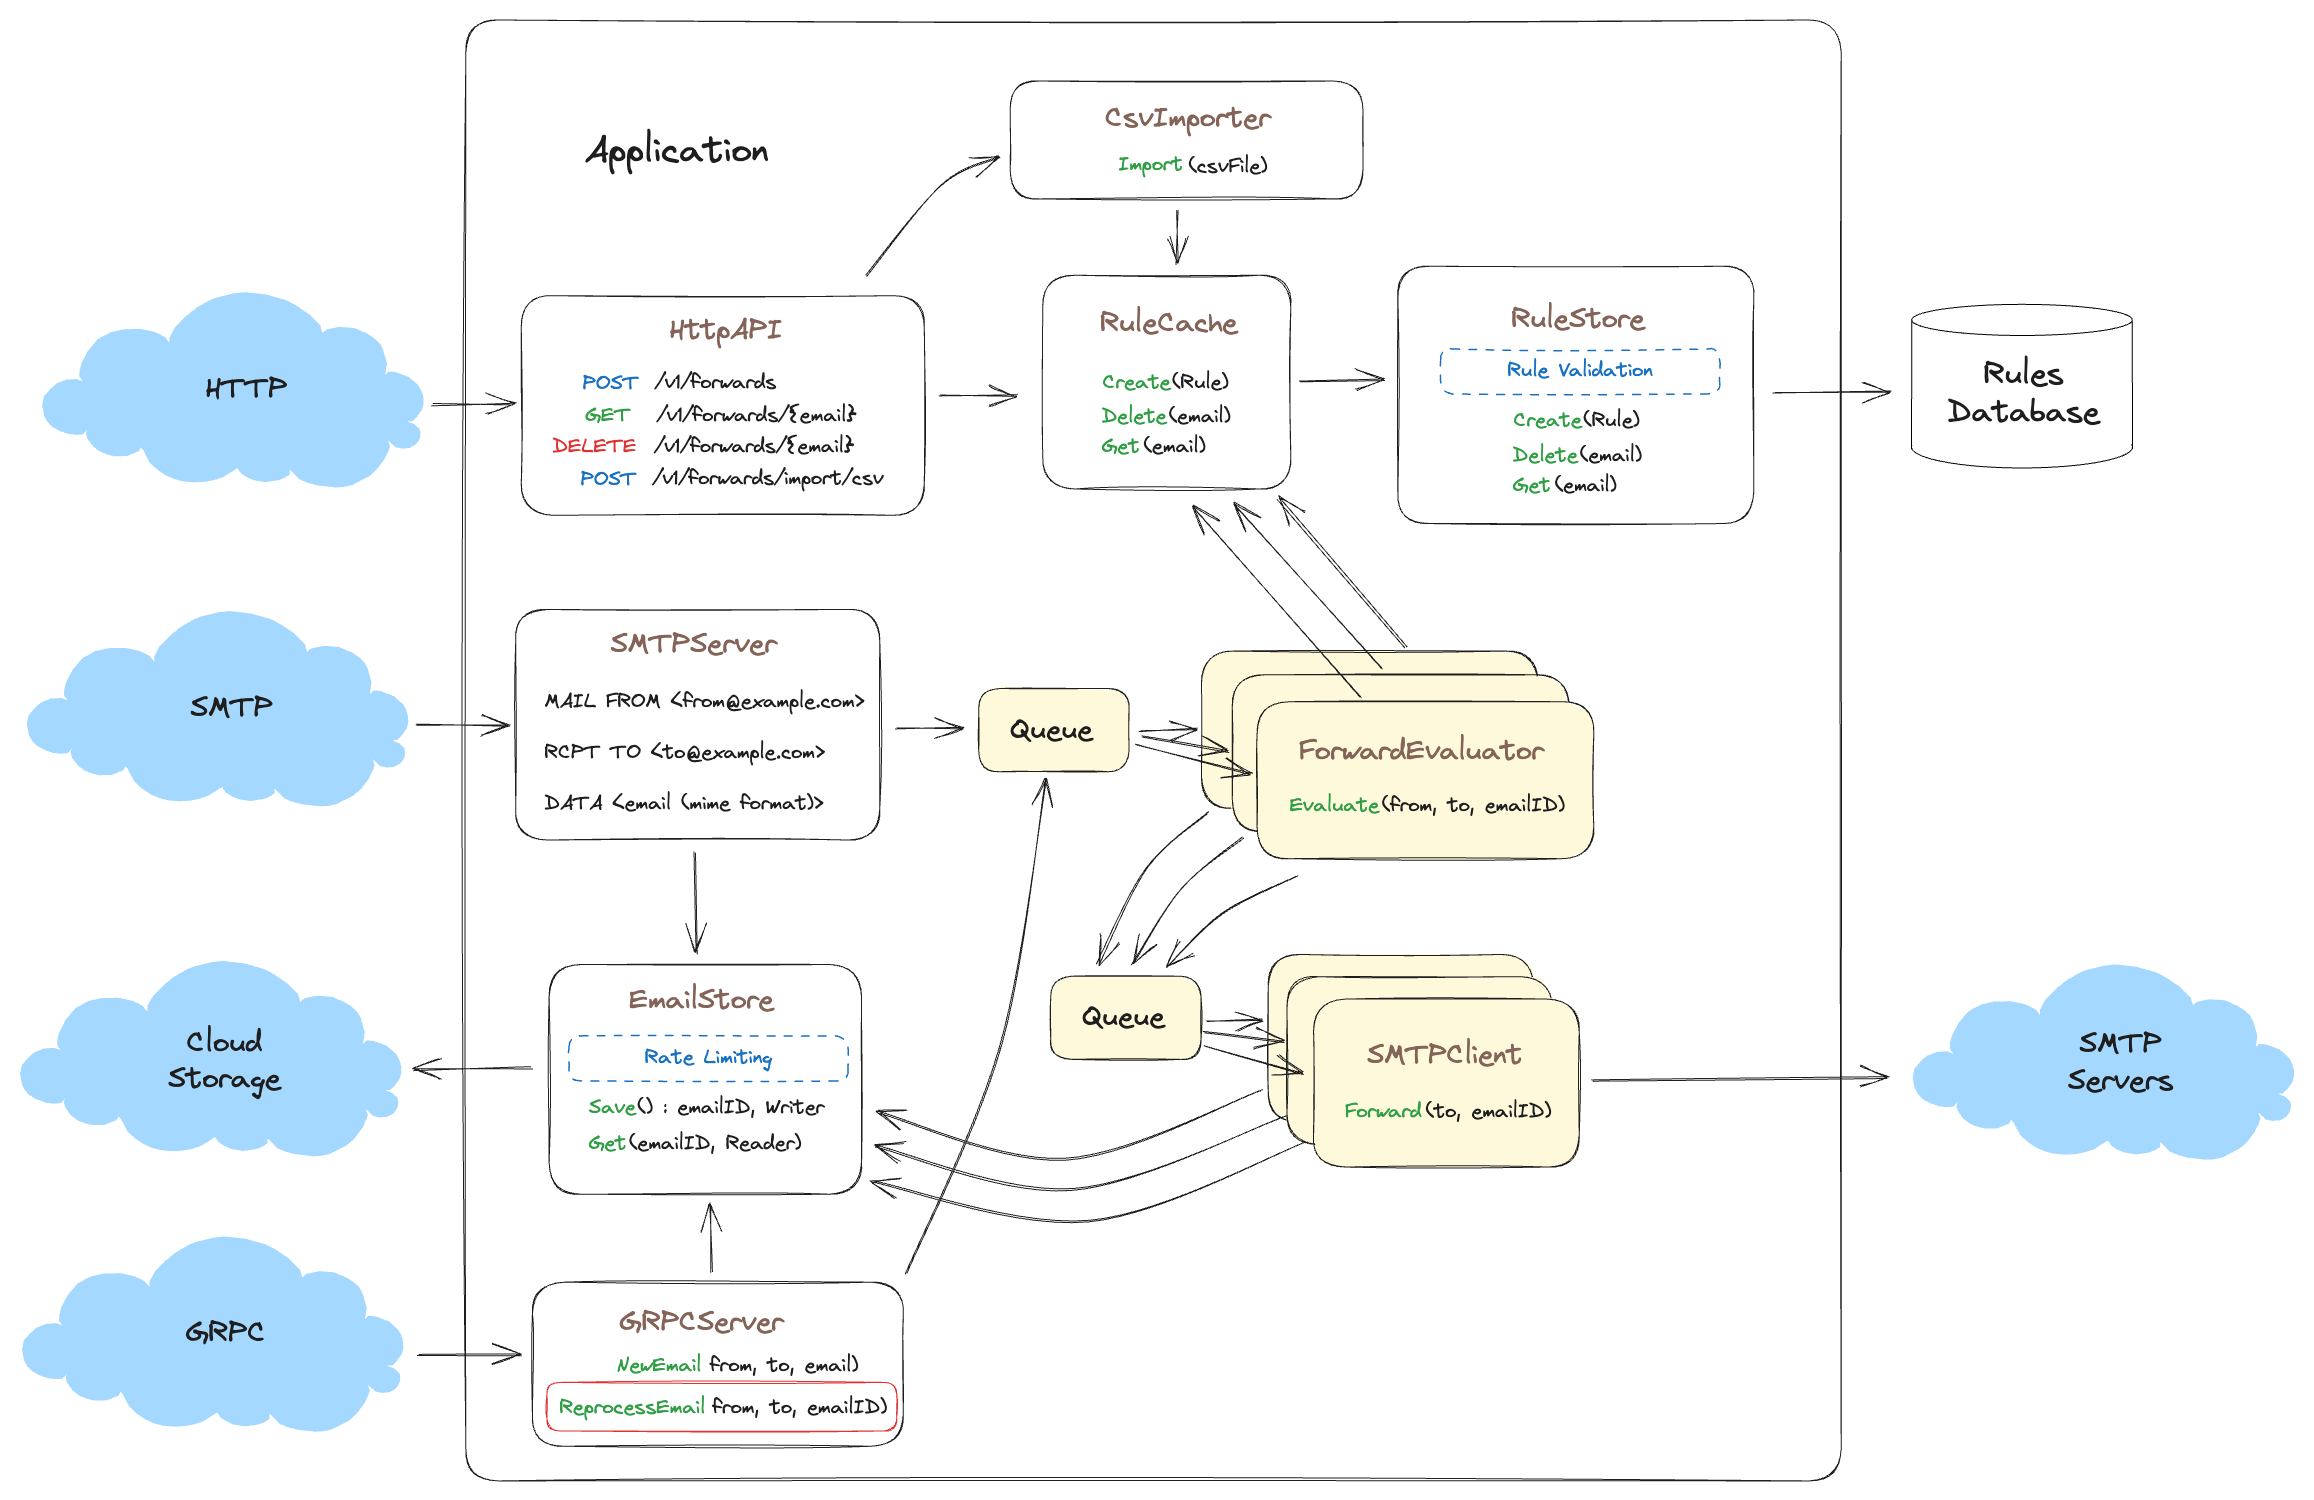 Application
CsvImporter
Import (csvFile)
HTTP
HttpAPI
POST /v1/forwards
GET /v1/forwards/{email}
DELETE /v1/forwards/{email}
POST /v1/forwards/import/csv
RuleCache
Create(Rule)
Delete(email)
Get(email)
RuleStore
Rule Validation
Create(Rule)
Delete(email)
Get(email)
Rules
Database
SMTP
SMTPServer
MAIL FROM <from@example.com>
RCPT TO <to@example.com>
DATA <email (mime format)>
Queue
ForwardEvaluator
Evaluate(from, to, emailID)
Cloud
Storage
EmailStore
Rate Limiting
Save() : emailID, Writer
Get(emailID, Reader)
Queue
SMTPClient
Forward(to, emailID)
SMTP
Servers
GRPC
GRPCServer
NewEmail from, to, email)
ReprocessEmail from, to, emailID)